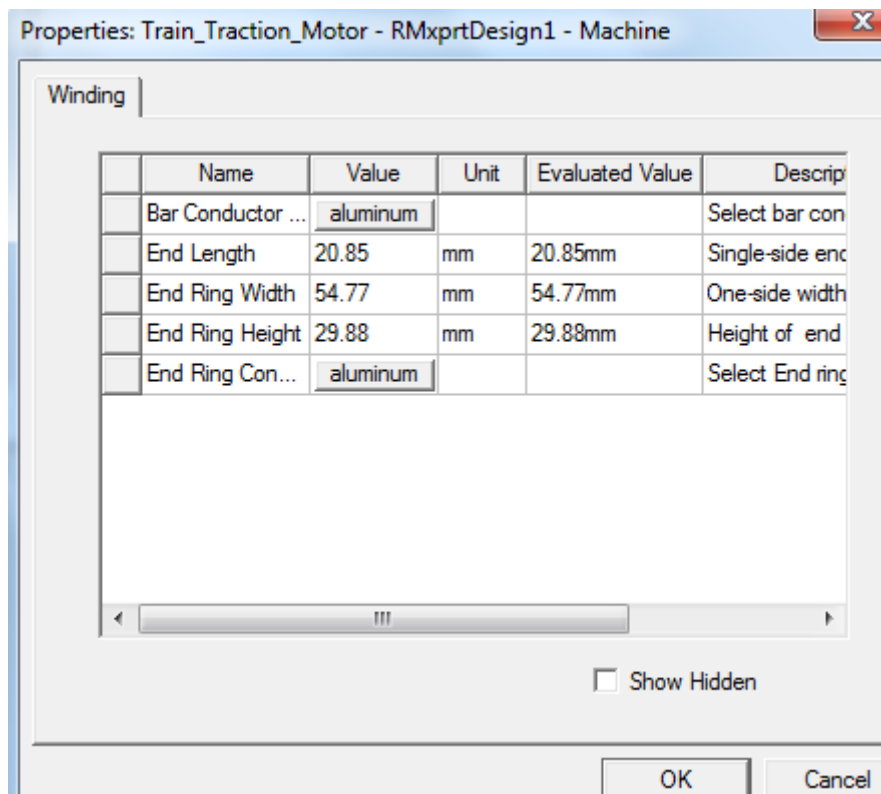 Properties: Train_Traction_Motor - RMxprtDesign1 - Machine
Winding
Name Value Unit Evaluated Value Descript
Bar Conductor ... aluminum Select bar con
End Length 20.85 mm 20.85mm Single-side end
End Ring Width 54.77 mm 54.77mm One-side width
End Ring Height 29.88 mm 29.88mm Height of end
End Ring Con... aluminum Select End ring
Show Hidden
OK Cancel